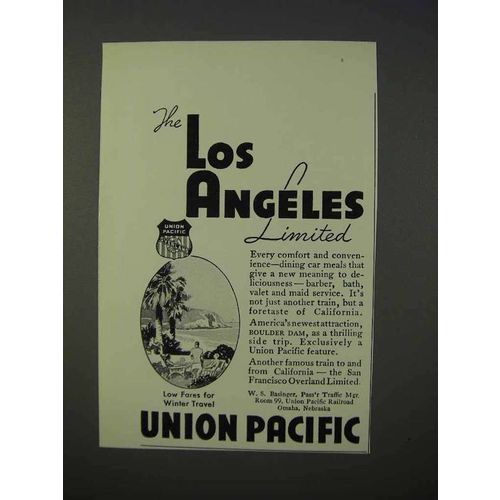 The
Los
Angeles
Limited
UNION
PACIFIC
Every comfort and conven-
ience—dining car meals that
give a new meaning to de-
liciousness—barber, bath,
valet and maid service. It's
not just another train, but a
foretaste of California.
America's newest attraction,
BOULDER DAM, as a thrilling
side trip. Exclusively a
Union Pacific feature.
Another famous train to and
from California — the San
Francisco Overland Limited.
W. S. Basinger, Pass'r Traffic Mgr.
Room 99, Union Pacific Railroad
Omaha, Nebraska
Low Fares for
Winter Travel
UNION PACIFIC